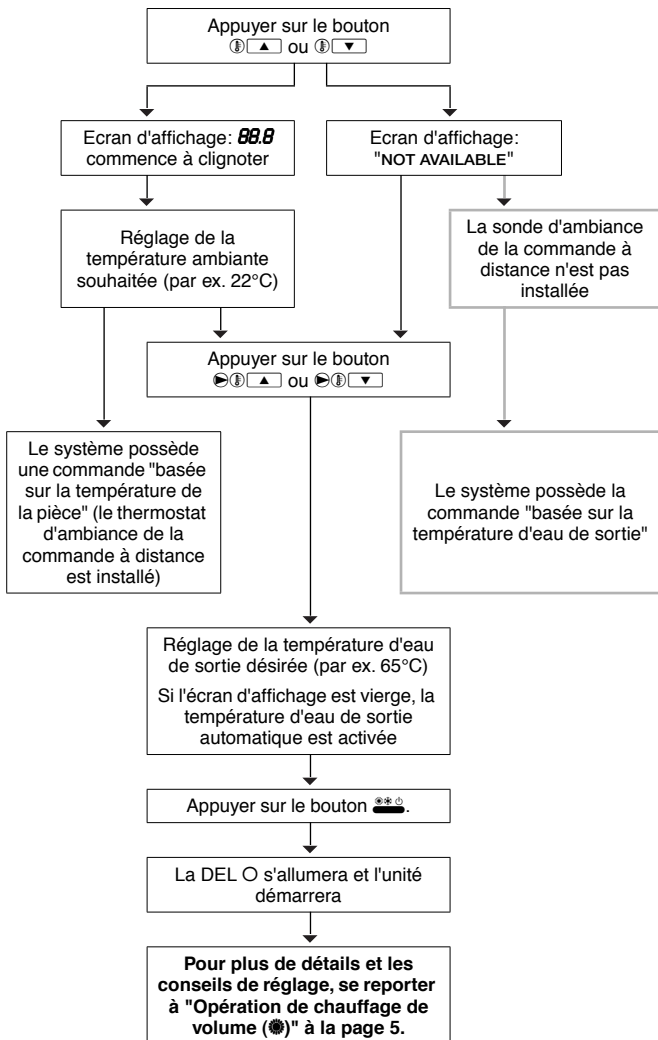 Appuyer sur le bouton
▲ ou ▼
Ecran d'affichage: 88.8
commence à clignoter
Ecran d'affichage:
"NOT AVAILABLE"
Réglage de la
température ambiante
souhaitée (par ex. 22°C)
La sonde d'ambiance
de la commande à
distance n'est pas
installée
Appuyer sur le bouton
▲ ou ▼
Le système possède
une commande "basée
sur la température de
la pièce" (le thermostat
d'ambiance de la
commande à distance
est installé)
Le système possède la
commande "basée sur la
température d'eau de sortie"
Réglage de la température d'eau
de sortie désirée (par ex. 65°C)
Si l'écran d'affichage est vierge, la
température d'eau de sortie
automatique est activée
Appuyer sur le bouton .
La DEL O s'allumera et l'unité
démarrera
Pour plus de détails et les
conseils de réglage, se reporter
à "Opération de chauffage de
volume (☀)" à la page 5.